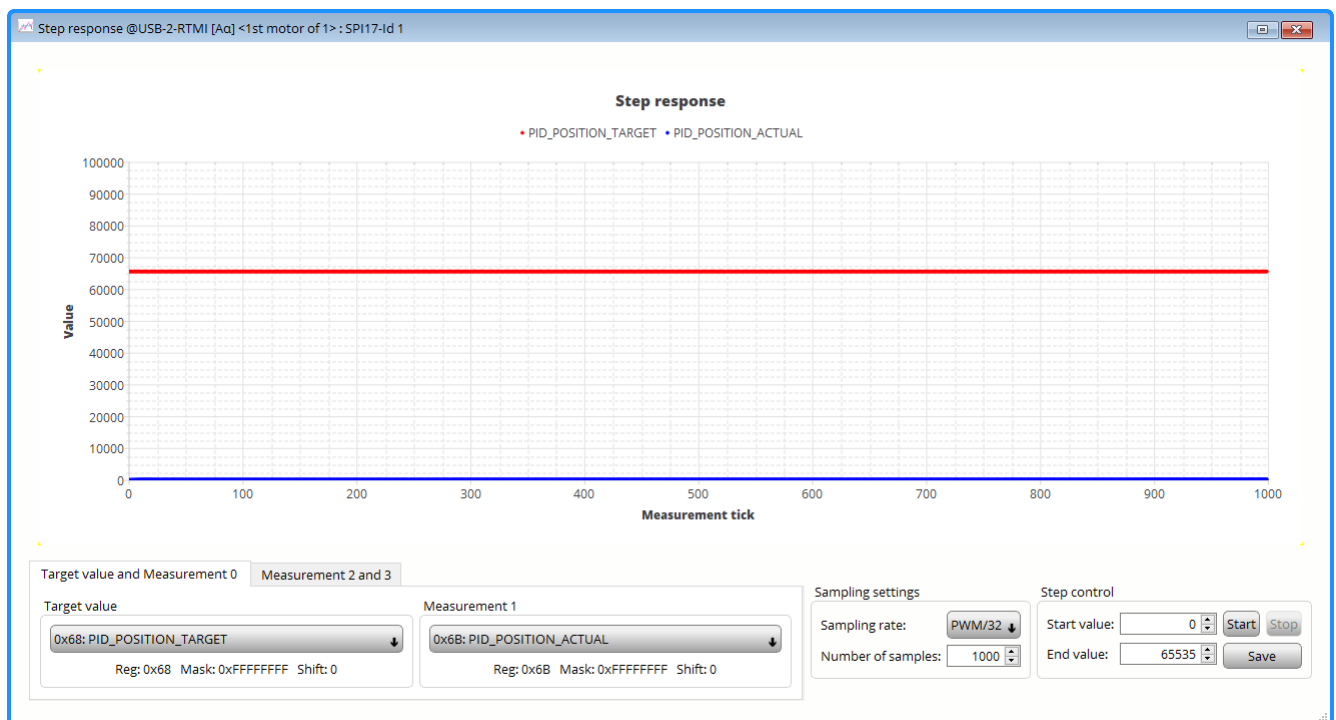 Step response @USB-2-RTMI [Aα] <1st motor of 1> : SPI17-Id 1
Step response
PID_POSITION_TARGET PID_POSITION_ACTUAL
100000
90000
80000
70000
60000
50000
40000
30000
20000
10000
0
Value
0 100 200 300 400 500 600 700 800 900 1000
Measurement tick
Target value and Measurement 0 Measurement 2 and 3
Target value
0x68: PID_POSITION_TARGET
Reg: 0x68 Mask: 0xFFFFFFFF Shift: 0
Measurement 1
0x6B: PID_POSITION_ACTUAL
Reg: 0x6B Mask: 0xFFFFFFFF Shift: 0
Sampling settings
Sampling rate: PWM/32
Number of samples: 1000
Step control
Start value: 0 Start Stop
End value: 65535 Save